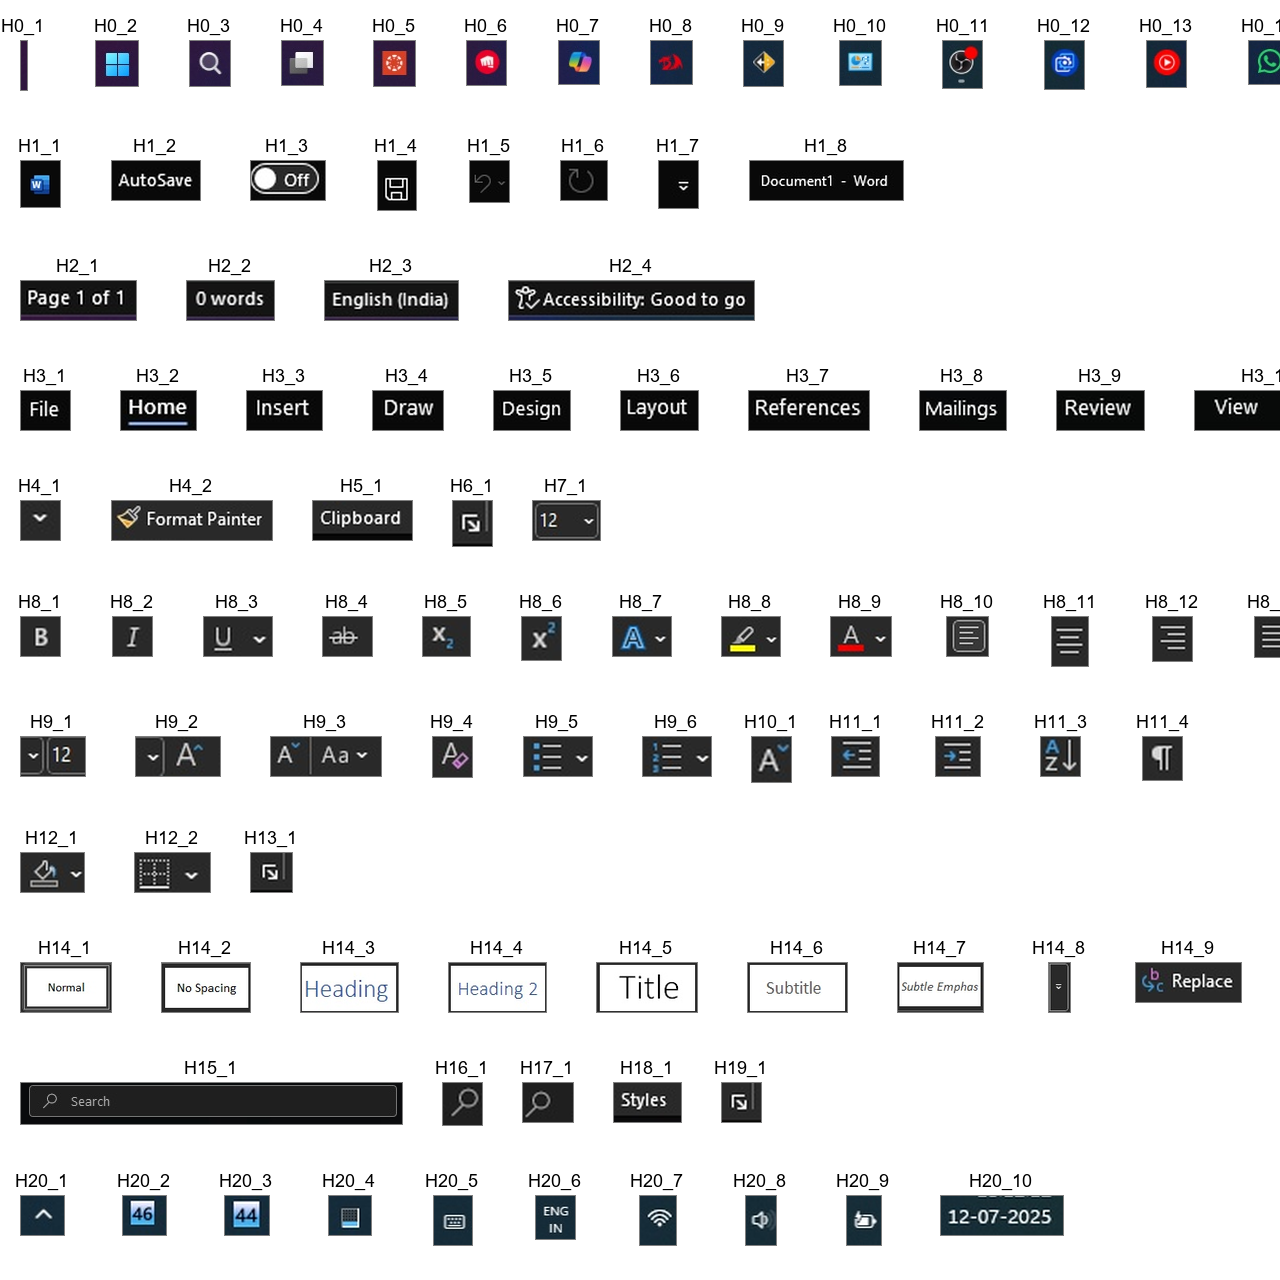 H0_1 H0_2 H0_3 H0_4 H0_5 H0_6 H0_7 H0_8 H0_9 H0_10 H0_11 H0_12 H0_13
H1_1 H1_2 H1_3 H1_4 H1_5 H1_6 H1_7 H1_8
W AutoSave Off Document1 - Word
H2_1 H2_2 H2_3 H2_4
Page 1 of 1 0 words English (India) Accessibility: Good to go
H3_1 H3_2 H3_3 H3_4 H3_5 H3_6 H3_7 H3_8 H3_9 H3_1
File Home Insert Draw Design Layout References Mailings Review View
H4_1 H4_2 H5_1 H6_1 H7_1
Format Painter Clipboard 12
H8_1 H8_2 H8_3 H8_4 H8_5 H8_6 H8_7 H8_8 H8_9 H8_10 H8_11 H8_12 H8_
B I U ab x₂ x² A A
H9_1 H9_2 H9_3 H9_4 H9_5 H9_6 H10_1 H11_1 H11_2 H11_3 H11_4
12 A A Aa A 1 2 3 A A Z ¶
H12_1 H12_2 H13_1
H14_1 H14_2 H14_3 H14_4 H14_5 H14_6 H14_7 H14_8 H14_9
Normal No Spacing Heading Heading 2 Title Subtitle Subtle Emphas b c Replace
H15_1 H16_1 H17_1 H18_1 H19_1
Search Styles
H20_1 H20_2 H20_3 H20_4 H20_5 H20_6 H20_7 H20_8 H20_9 H20_10
46 44 ENG IN 12-07-2025